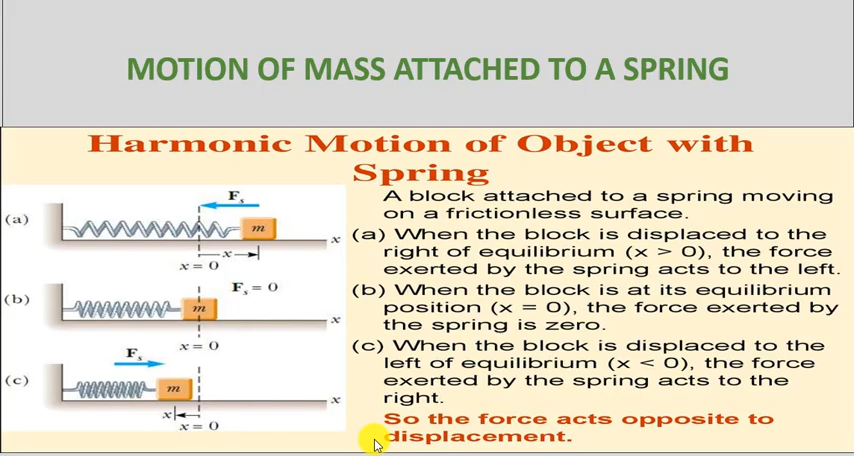 MOTION OF MASS ATTACHED TO A SPRING
Harmonic Motion of Object with
Spring
(a)
Fs
m
x
x
x = 0
(b)
Fs = 0
m
x
x = 0
(c)
Fs
m
x
x
x = 0
A block attached to a spring moving
on a frictionless surface.
(a) When the block is displaced to the
right of equilibrium (x > 0), the force
exerted by the spring acts to the left.
(b) When the block is at its equilibrium
position (x = 0), the force exerted by
the spring is zero.
(c) When the block is displaced to the
left of equilibrium (x < 0), the force
exerted by the spring acts to the
right.
So the force acts opposite to
displacement.